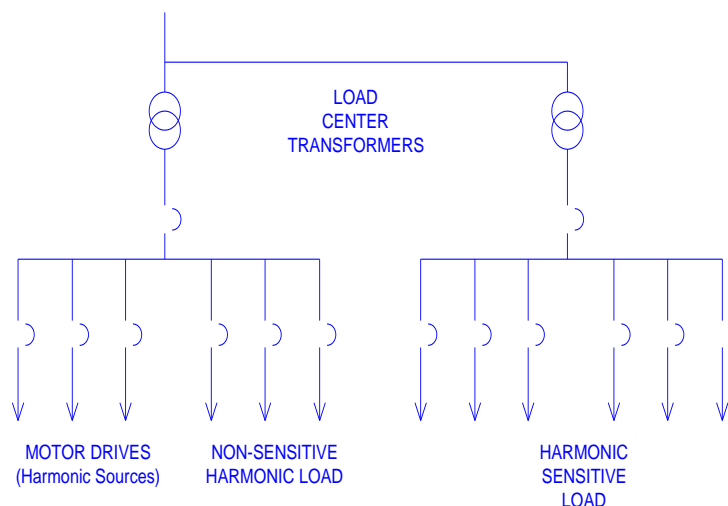 LOAD
CENTER
TRANSFORMERS
MOTOR DRIVES
(Harmonic Sources)
NON-SENSITIVE
HARMONIC LOAD
HARMONIC
SENSITIVE
LOAD